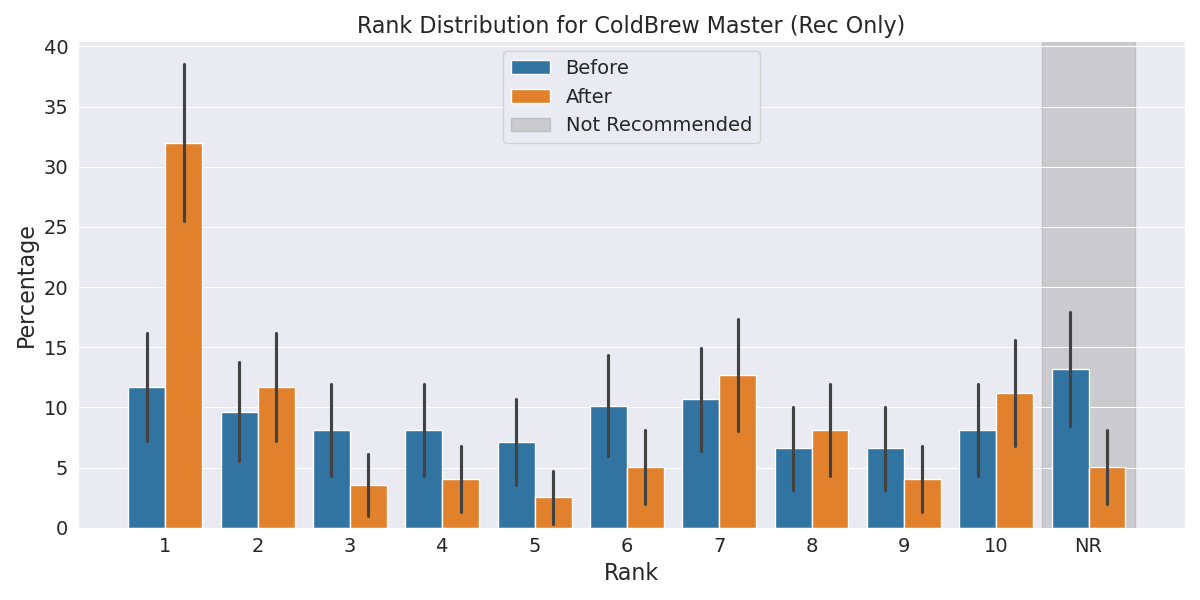 Rank Distribution for ColdBrew Master (Rec Only)
Before
After
Not Recommended
Percentage
40
35
30
25
20
15
10
5
0
1 2 3 4 5 6 7 8 9 10 NR
Rank